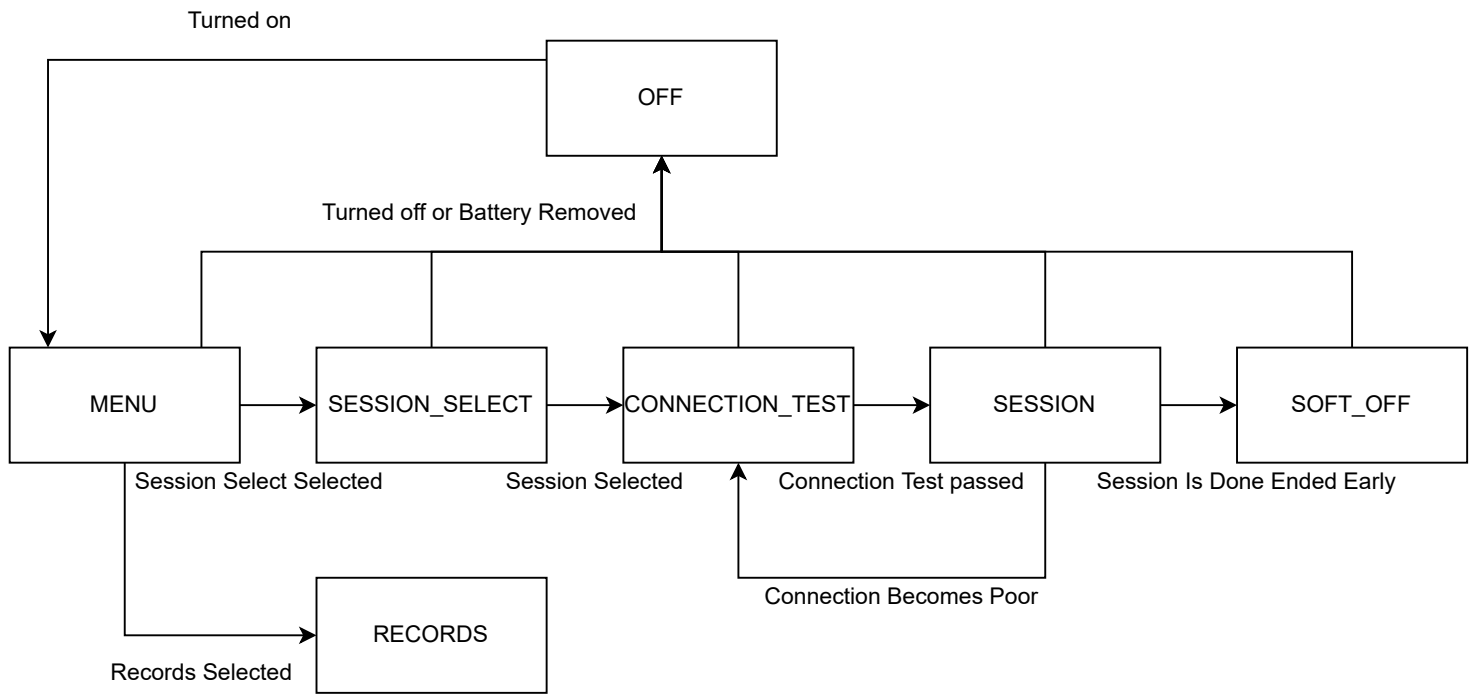 Turned on
OFF
Turned off or Battery Removed
MENU
SESSION_SELECT
CONNECTION_TEST
SESSION
SOFT_OFF
Session Select Selected
Session Selected
Connection Test passed
Session Is Done Ended Early
Connection Becomes Poor
RECORDS
Records Selected